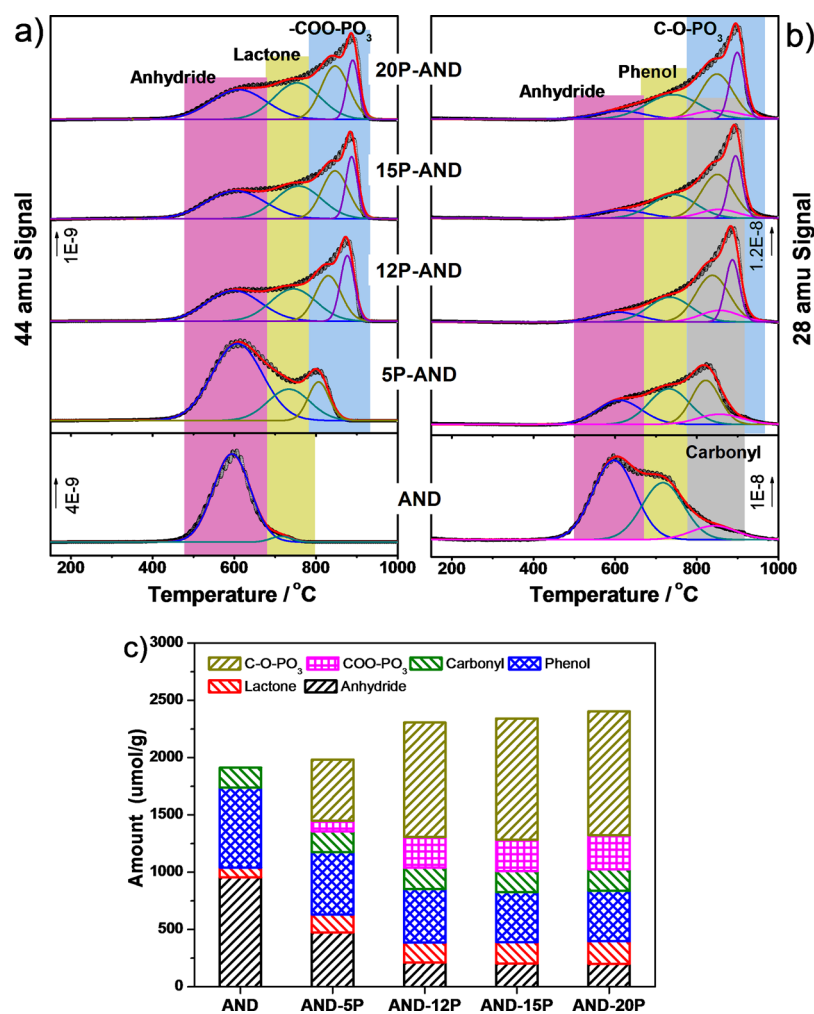 a)
-COO-PO3
Lactone
Anhydride
20P-AND
15P-AND
1E-9
12P-AND
5P-AND
4E-9
AND
44 amu Signal
200 400 600 800 1000
Temperature / °C
C-O-PO3
b)
Phenol
Anhydride
1.2E-8
Carbonyl
1E-8
28 amu Signal
200 400 600 800 1000
Temperature / °C
c)
3000
2500
2000
1500
1000
500
0
Amount (umol/g)
C-O-PO3 COO-PO3 Carbonyl Phenol
Lactone Anhydride
AND AND-5P AND-12P AND-15P AND-20P